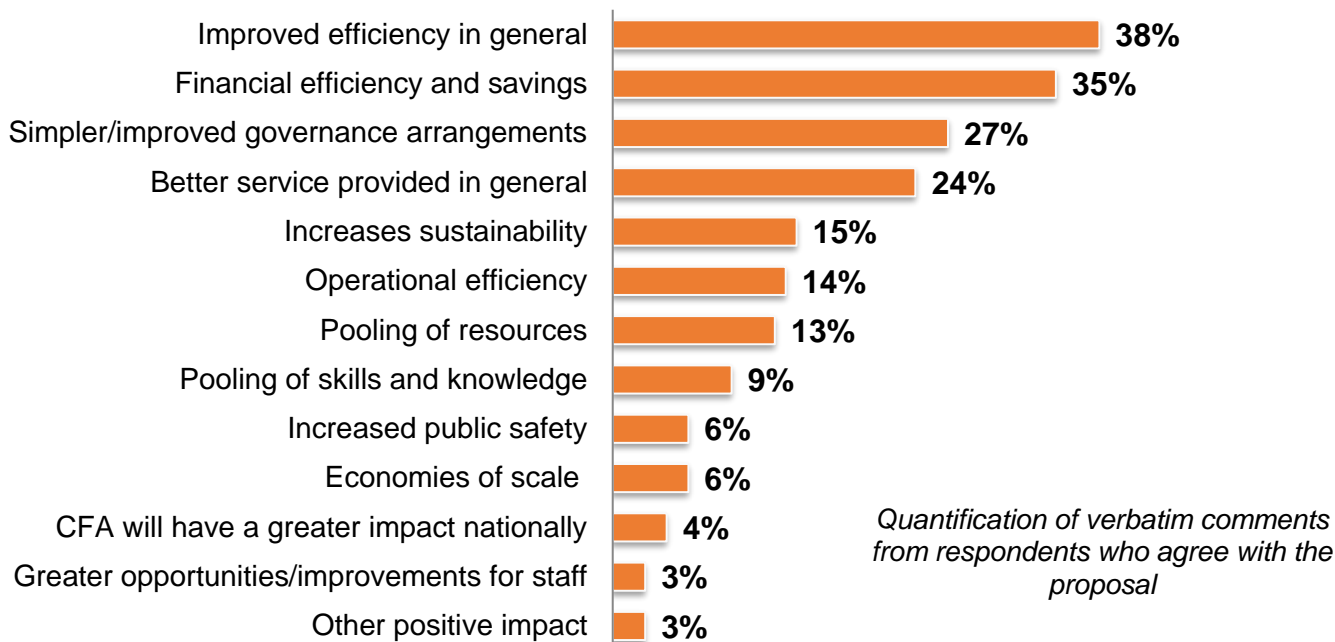 Improved efficiency in general 38%
Financial efficiency and savings 35%
Simpler/improved governance arrangements 27%
Better service provided in general 24%
Increases sustainability 15%
Operational efficiency 14%
Pooling of resources 13%
Pooling of skills and knowledge 9%
Increased public safety 6%
Economies of scale 6%
CFA will have a greater impact nationally 4%
Greater opportunities/improvements for staff 3%
Other positive impact 3%
Quantification of verbatim comments
from respondents who agree with the
proposal